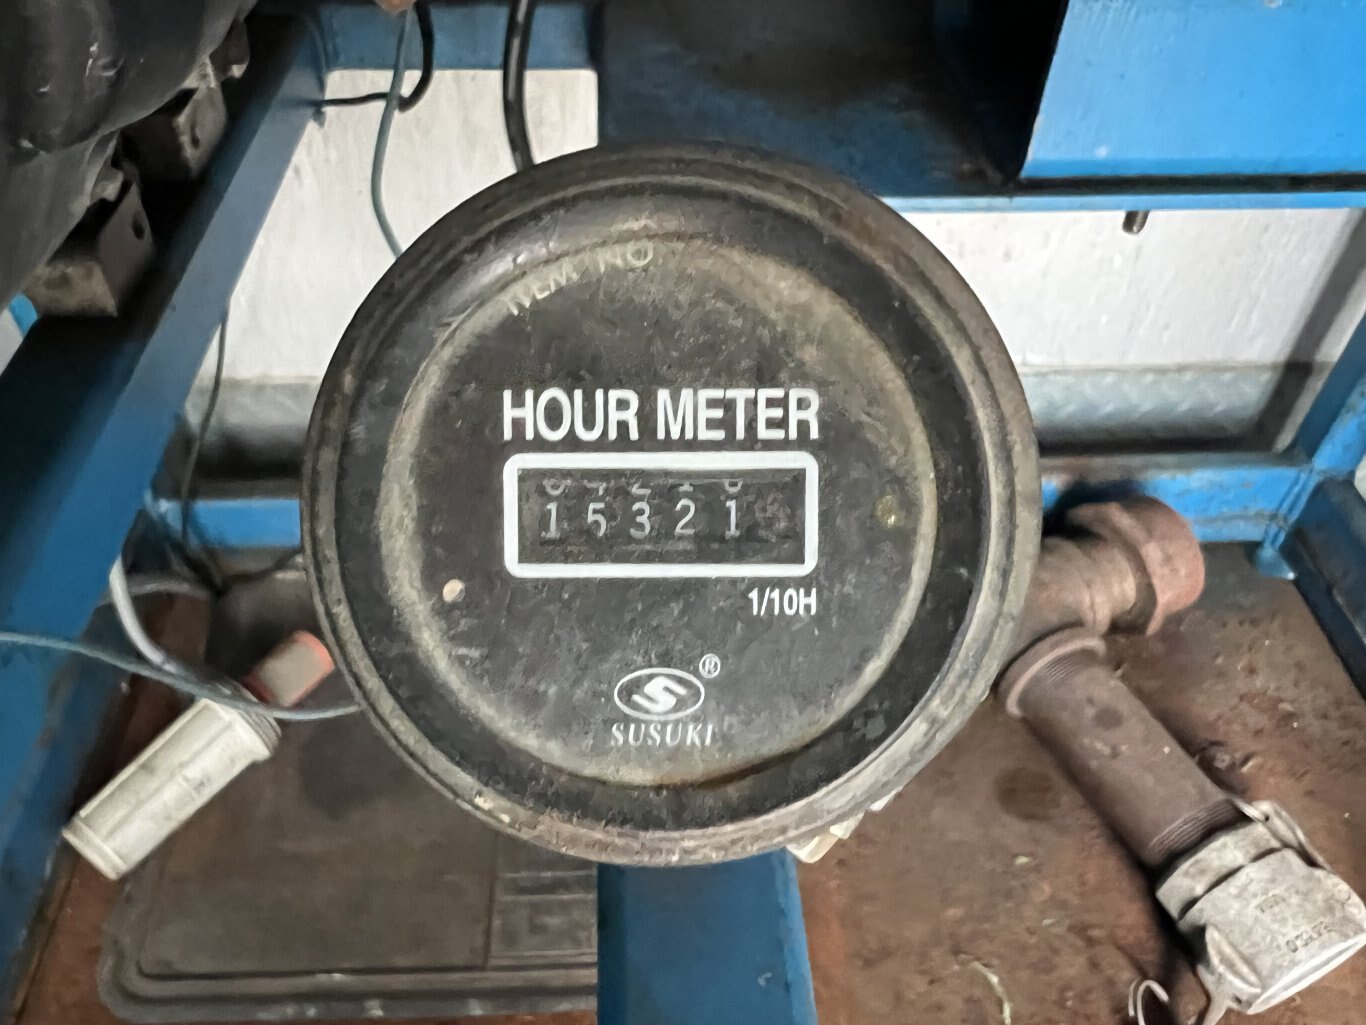 HOUR METER
15321
1/10H
®
SUSUKI